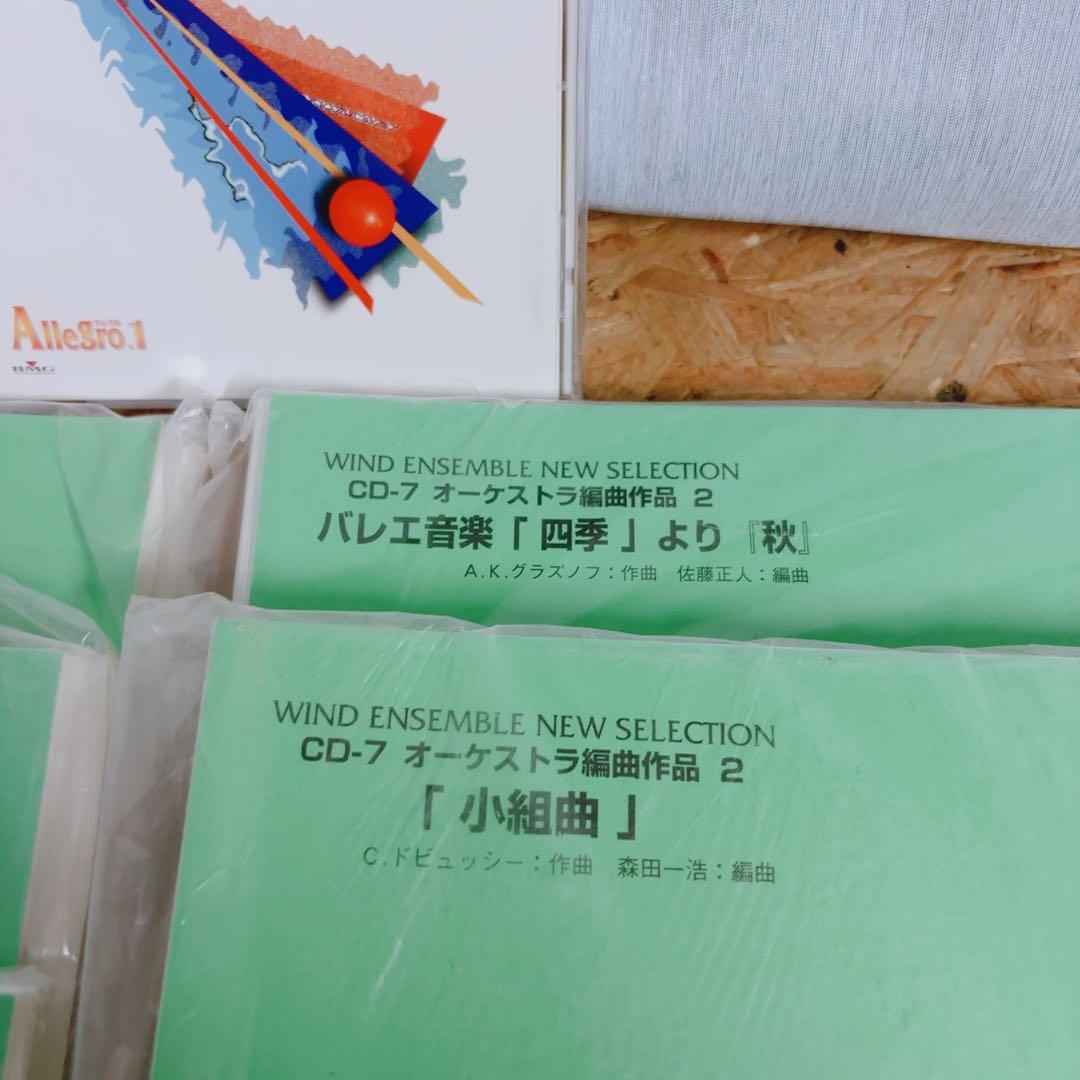 Allegro.1
アレグロ
BMG
WIND ENSEMBLE NEW SELECTION
CD-7 オーケストラ編曲作品 2
バレエ音楽「四季」より『秋』
A.K.グラズノフ：作曲 佐藤正人：編曲
WIND ENSEMBLE NEW SELECTION
CD-7 オーケストラ編曲作品 2
「小組曲」
C.ドビュッシー：作曲 森田一浩：編曲